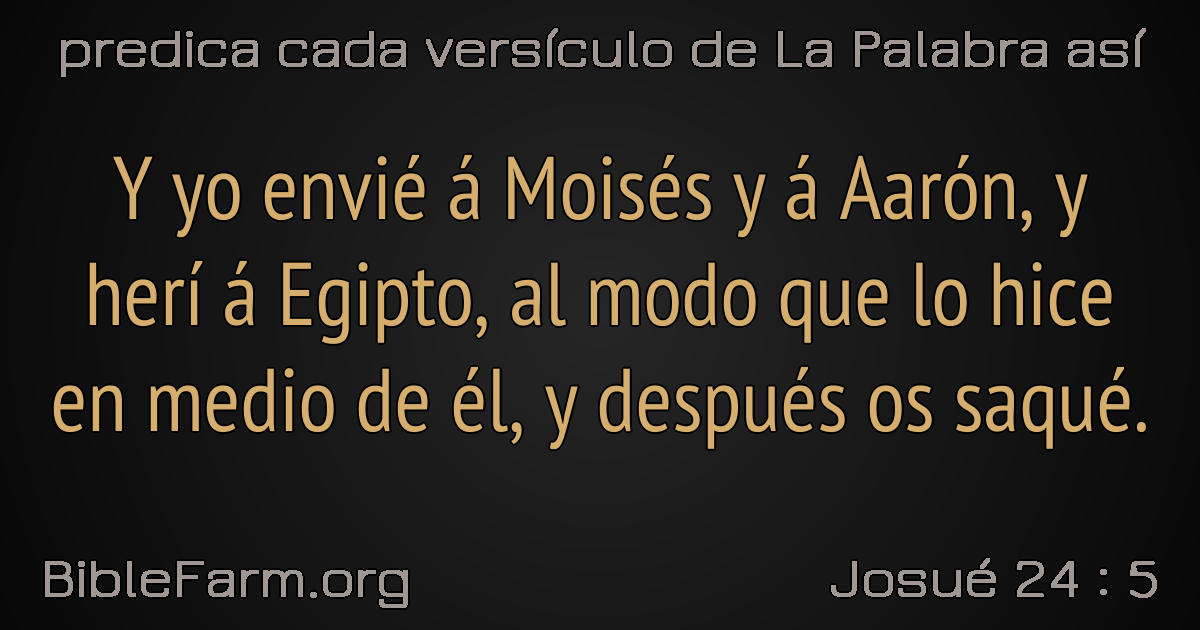 predica cada versículo de La Palabra así
Y yo envié á Moisés y á Aarón, y
herí á Egipto, al modo que lo hice
en medio de él, y después os saqué.
BibleFarm.org
Josué 24 : 5